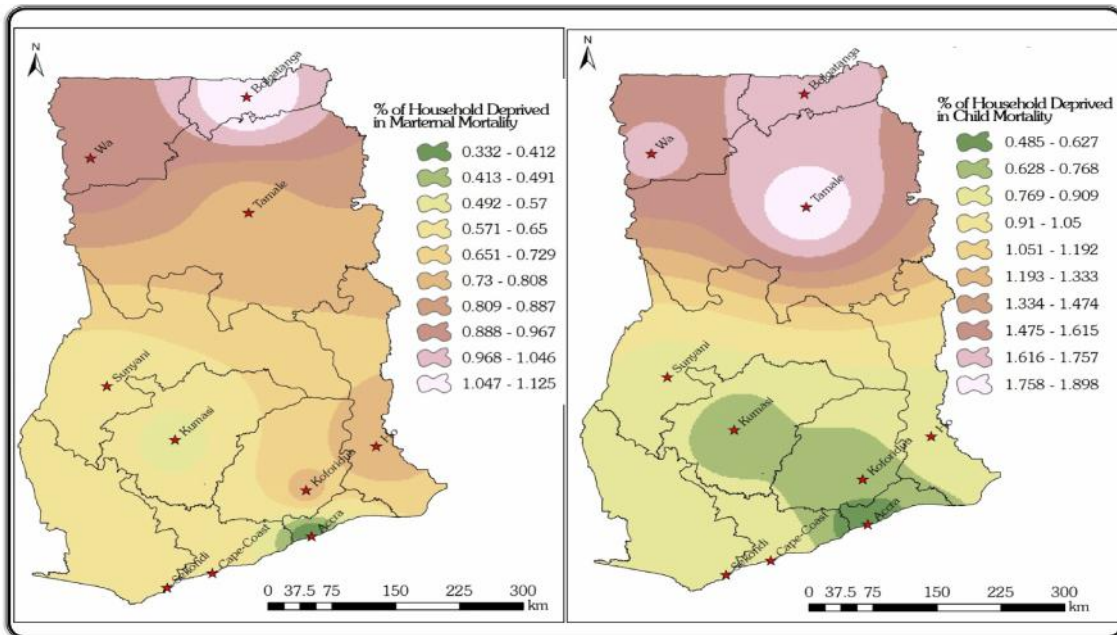 N
Bolgatanga
Wa
Tamale
Sunyani
Kumasi
Ho
Koforidua
Accra
Cape-Coast
Sekondi
% of Household Deprived
in Marternal Mortality
0.332 - 0.412
0.413 - 0.491
0.492 - 0.57
0.571 - 0.65
0.651 - 0.729
0.73 - 0.808
0.809 - 0.887
0.888 - 0.967
0.968 - 1.046
1.047 - 1.125
0 37.5 75 150 225 300
km
N
Bolgatanga
Wa
Tamale
Sunyani
Kumasi
Ho
Koforidua
Accra
Cape-Coast
Sekondi
% of Household Deprived
in Child Mortality
0.485 - 0.627
0.628 - 0.768
0.769 - 0.909
0.91 - 1.05
1.051 - 1.192
1.193 - 1.333
1.334 - 1.474
1.475 - 1.615
1.616 - 1.757
1.758 - 1.898
0 37.5 75 150 225 300
km